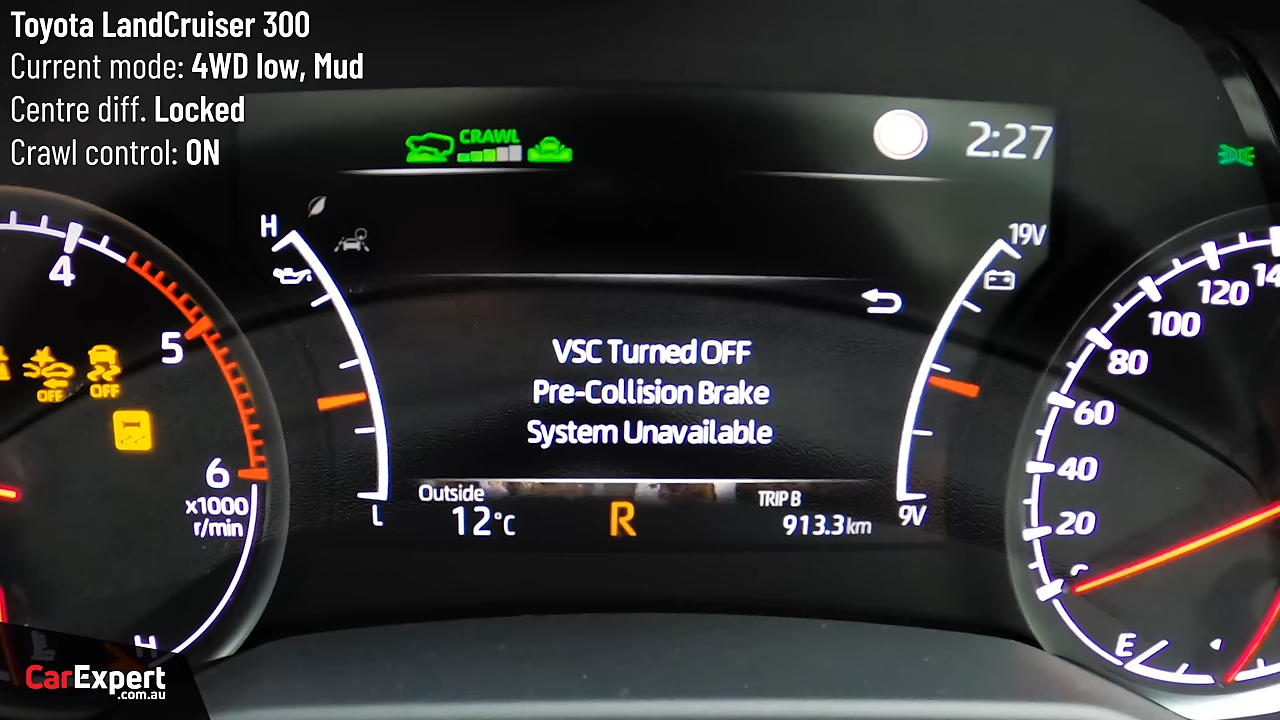 Toyota LandCruiser 300
Current mode: 4WD low, Mud
Centre diff. Locked
Crawl control: ON
CRAWL
2:27
H
19V
4
5
6
x1000
r/min
OFF
OFF
VSC Turned OFF
Pre-Collision Brake
System Unavailable
L
9V
Outside
12°C
R
TRIP B
913.3km
14
120
100
80
60
40
20
E
H
CarExpert
.com.au